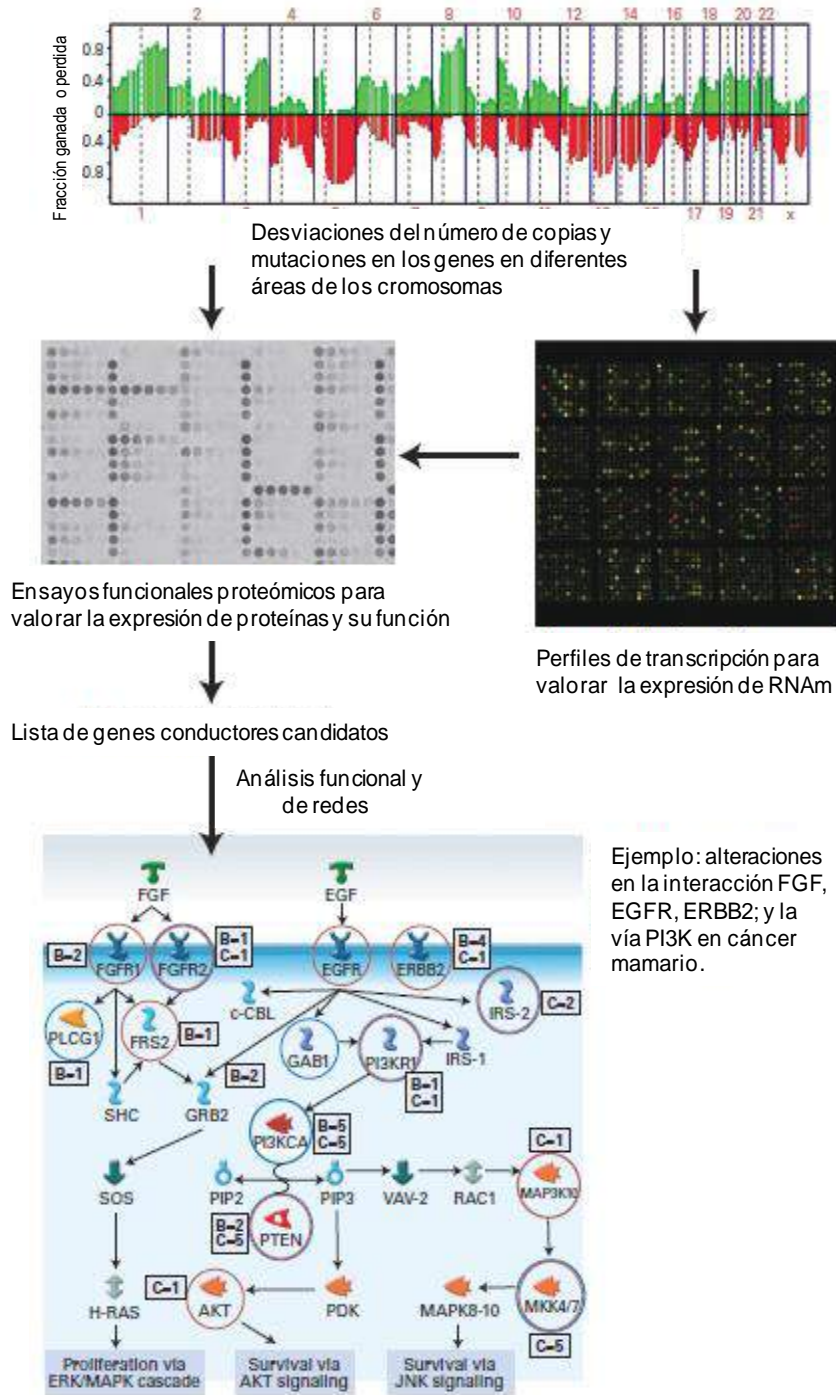 2 4 6 8 10 12 14 16 18 20 22
0.8
0.4
0
0.4
0.8
Fracción ganada o perdida
1 17 19 21 x
Desviaciones del número de copias y
mutaciones en los genes en diferentes
áreas de los cromosomas
Ensayos funcionales proteómicos para
valorar la expresión de proteínas y su función
Perfiles de transcripción para
valorar la expresión de RNAm
Lista de genes conductores candidatos
Análisis funcional y
de redes
Ejemplo: alteraciones
en la interacción FGF,
EGFR, ERBB2; y la
vía PI3K en cáncer
mamario.
FGF EGF
B=2 FGFR1 FGFR2 B=1
C=1
EGFR ERBB2 B=4
C=1
c-CBL IRS-2 C=2
PLCG1 FRS2 B=1 GAB1 PI3KR1 IRS-1
B=1 B=2 B=1
C=1
SHC GRB2
PI3KCA B=5
C=5
C=1
SOS PIP2 PIP3 VAV-2 RAC1 MAP3K10
B=2
C=5
PTEN
C=1
H-RAS AKT PDK MAPK8-10 MKK4/7
C=5
Proliferation via
ERK/MAPK cascade
Survival via
AKT signaling
Survival via
JNK signaling